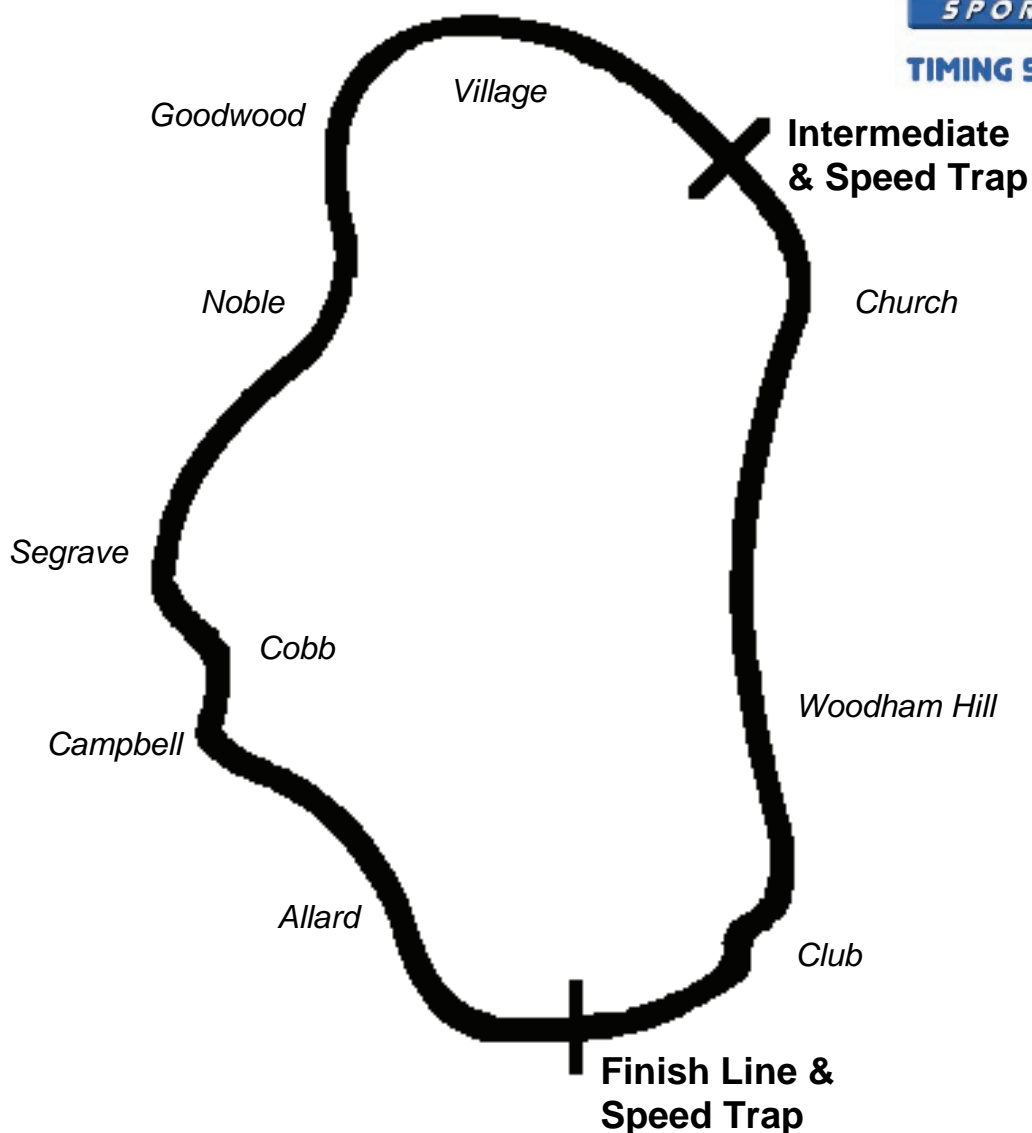 SPOR
TIMING S
Village
Goodwood
Intermediate
& Speed Trap
Noble
Church
Segrave
Cobb
Woodham Hill
Campbell
Allard
Club
Finish Line &
Speed Trap